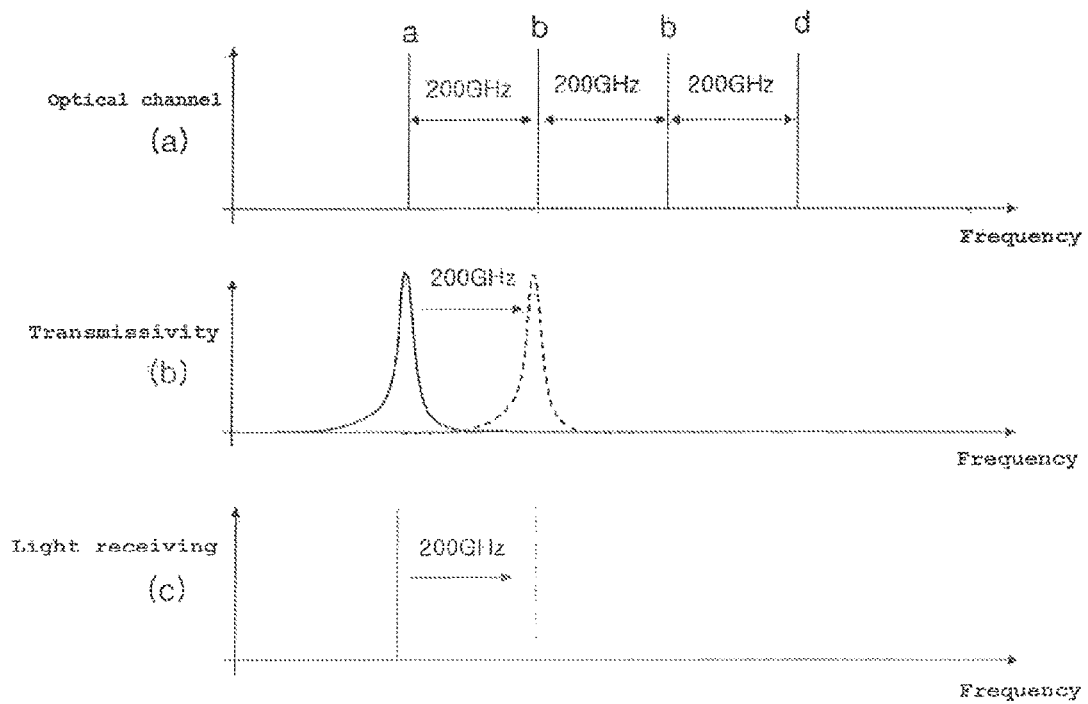 a b b d
200GHz 200GHz 200GHz
Optical channel
(a)
Frequency
200GHz
Transmissivity
(b)
Frequency
Light receiving
200GHz
(c)
Frequency